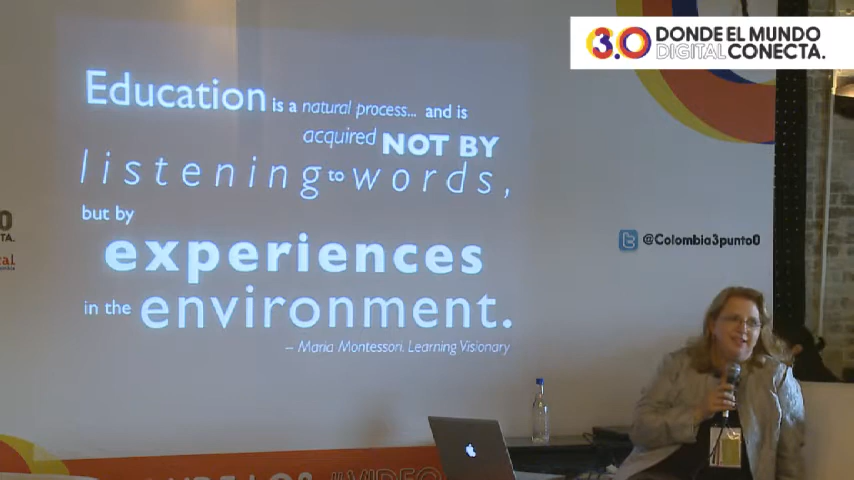 3.0 DONDE EL MUNDO
DIGITAL CONECTA.
Education is a natural process... and is
acquired NOT BY
listening to words,
but by
experiences
in the environment.
– Maria Montessori, Learning Visionary
@Colombia3punto0